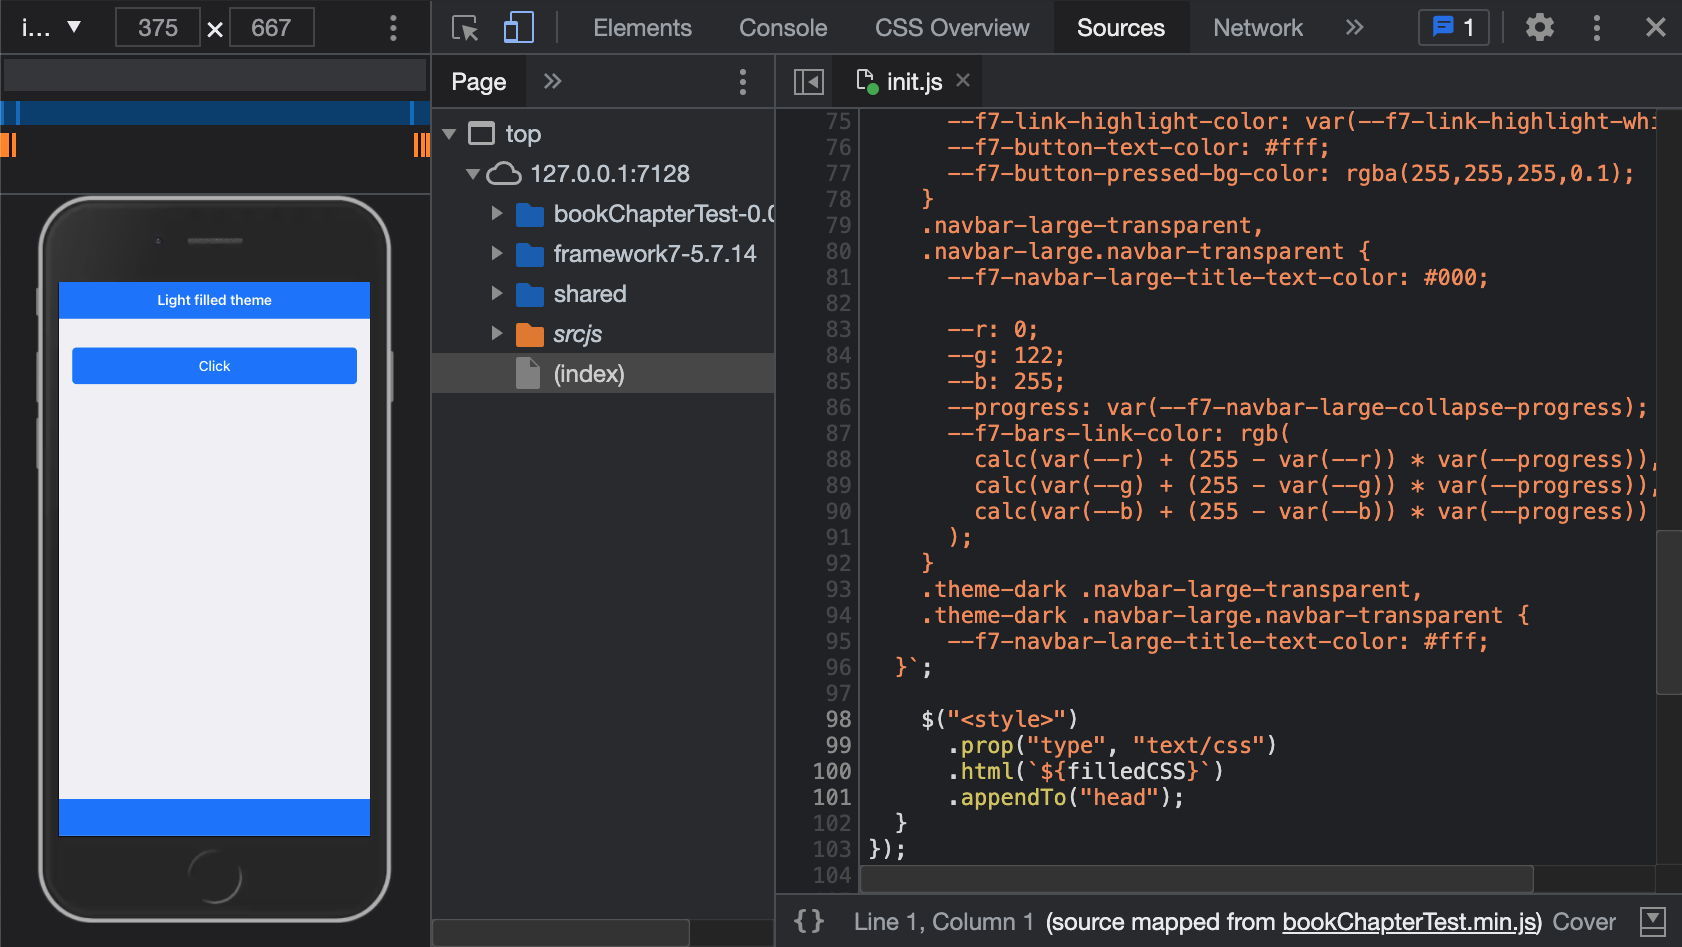 i... ▼ 375 × 667
Elements Console CSS Overview Sources Network » 1
Page »
init.js ×
top
127.0.0.1:7128
bookChapterTest-0.0
framework7-5.7.14
shared
srcjs
(index)
Light filled theme
Click
75 --f7-link-highlight-color: var(--f7-link-highlight-whi
76 --f7-button-text-color: #fff;
77 --f7-button-pressed-bg-color: rgba(255,255,255,0.1);
78 }
79 .navbar-large-transparent,
80 .navbar-large.navbar-transparent {
81 --f7-navbar-large-title-text-color: #000;
82
83 --r: 0;
84 --g: 122;
85 --b: 255;
86 --progress: var(--f7-navbar-large-collapse-progress);
87 --f7-bars-link-color: rgb(
88 calc(var(--r) + (255 - var(--r)) * var(--progress)),
89 calc(var(--g) + (255 - var(--g)) * var(--progress)),
90 calc(var(--b) + (255 - var(--b)) * var(--progress))
91 );
92 }
93 .theme-dark .navbar-large-transparent,
94 .theme-dark .navbar-large.navbar-transparent {
95 --f7-navbar-large-title-text-color: #fff;
96 }`;
97
98 $("<style>")
99 .prop("type", "text/css")
100 .html(`${filledCSS}`)
101 .appendTo("head");
102 }
103 });
104
{} Line 1, Column 1 (source mapped from bookChapterTest.min.js) Cover